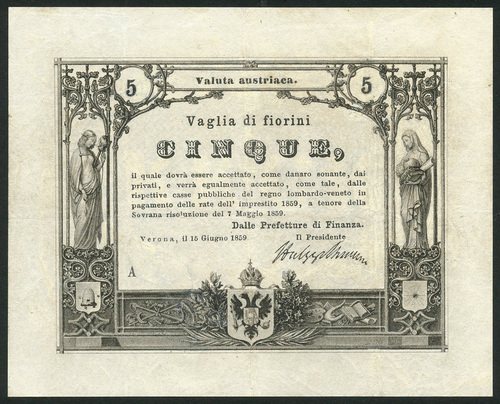 5 Valuta austriaca. 5
Vaglia di fiorini
CINQUE,
il quale dovrà essere accettato, come danaro sonante, dai
privati, e verrà egualmente accettato, come tale, dalle
rispettive casse pubbliche del regno lombardo-veneto in
pagamento delle rate dell' imprestito 1859, a tenore della
Sovrana risoluzione del 7 Maggio 1859.
Dalle Prefetture di Finanza.
Verona, il 15 Giugno 1859. Il Presidente
A